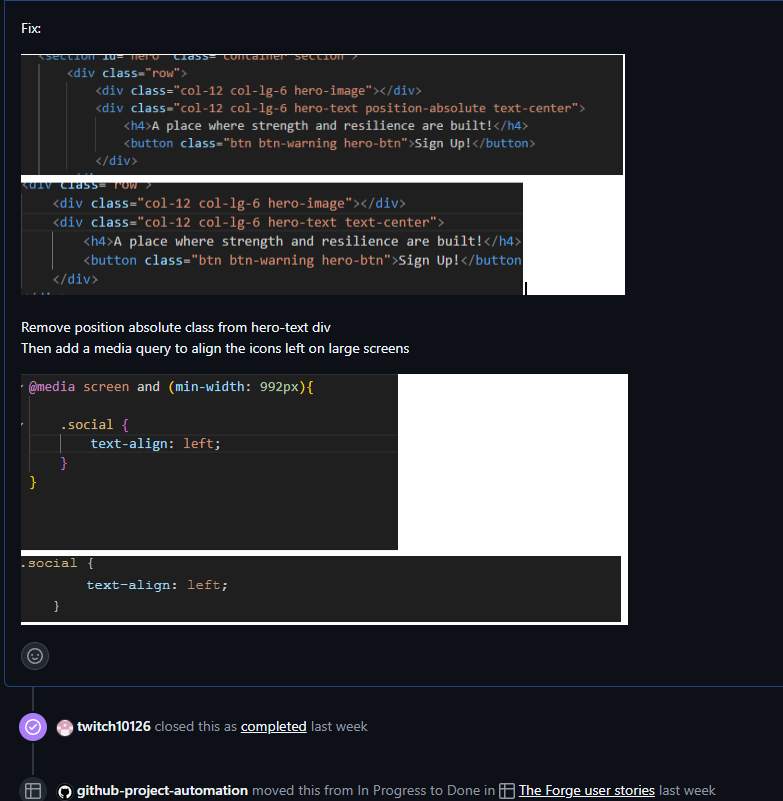 Fix:
<section id="hero" class="container section">
<div class="row">
<div class="col-12 col-lg-6 hero-image"></div>
<div class="col-12 col-lg-6 hero-text position-absolute text-center">
<h4>A place where strength and resilience are built!</h4>
<button class="btn btn-warning hero-btn">Sign Up!</button>
</div>
<div class="row">
<div class="col-12 col-lg-6 hero-image"></div>
<div class="col-12 col-lg-6 hero-text text-center">
<h4>A place where strength and resilience are built!</h4>
<button class="btn btn-warning hero-btn">Sign Up!</button
</div>
Remove position absolute class from hero-text div
Then add a media query to align the icons left on large screens
@media screen and (min-width: 992px){
.social {
text-align: left;
}
}
.social {
text-align: left;
}
twitch10126 closed this as completed last week
github-project-automation moved this from In Progress to Done in The Forge user stories last week